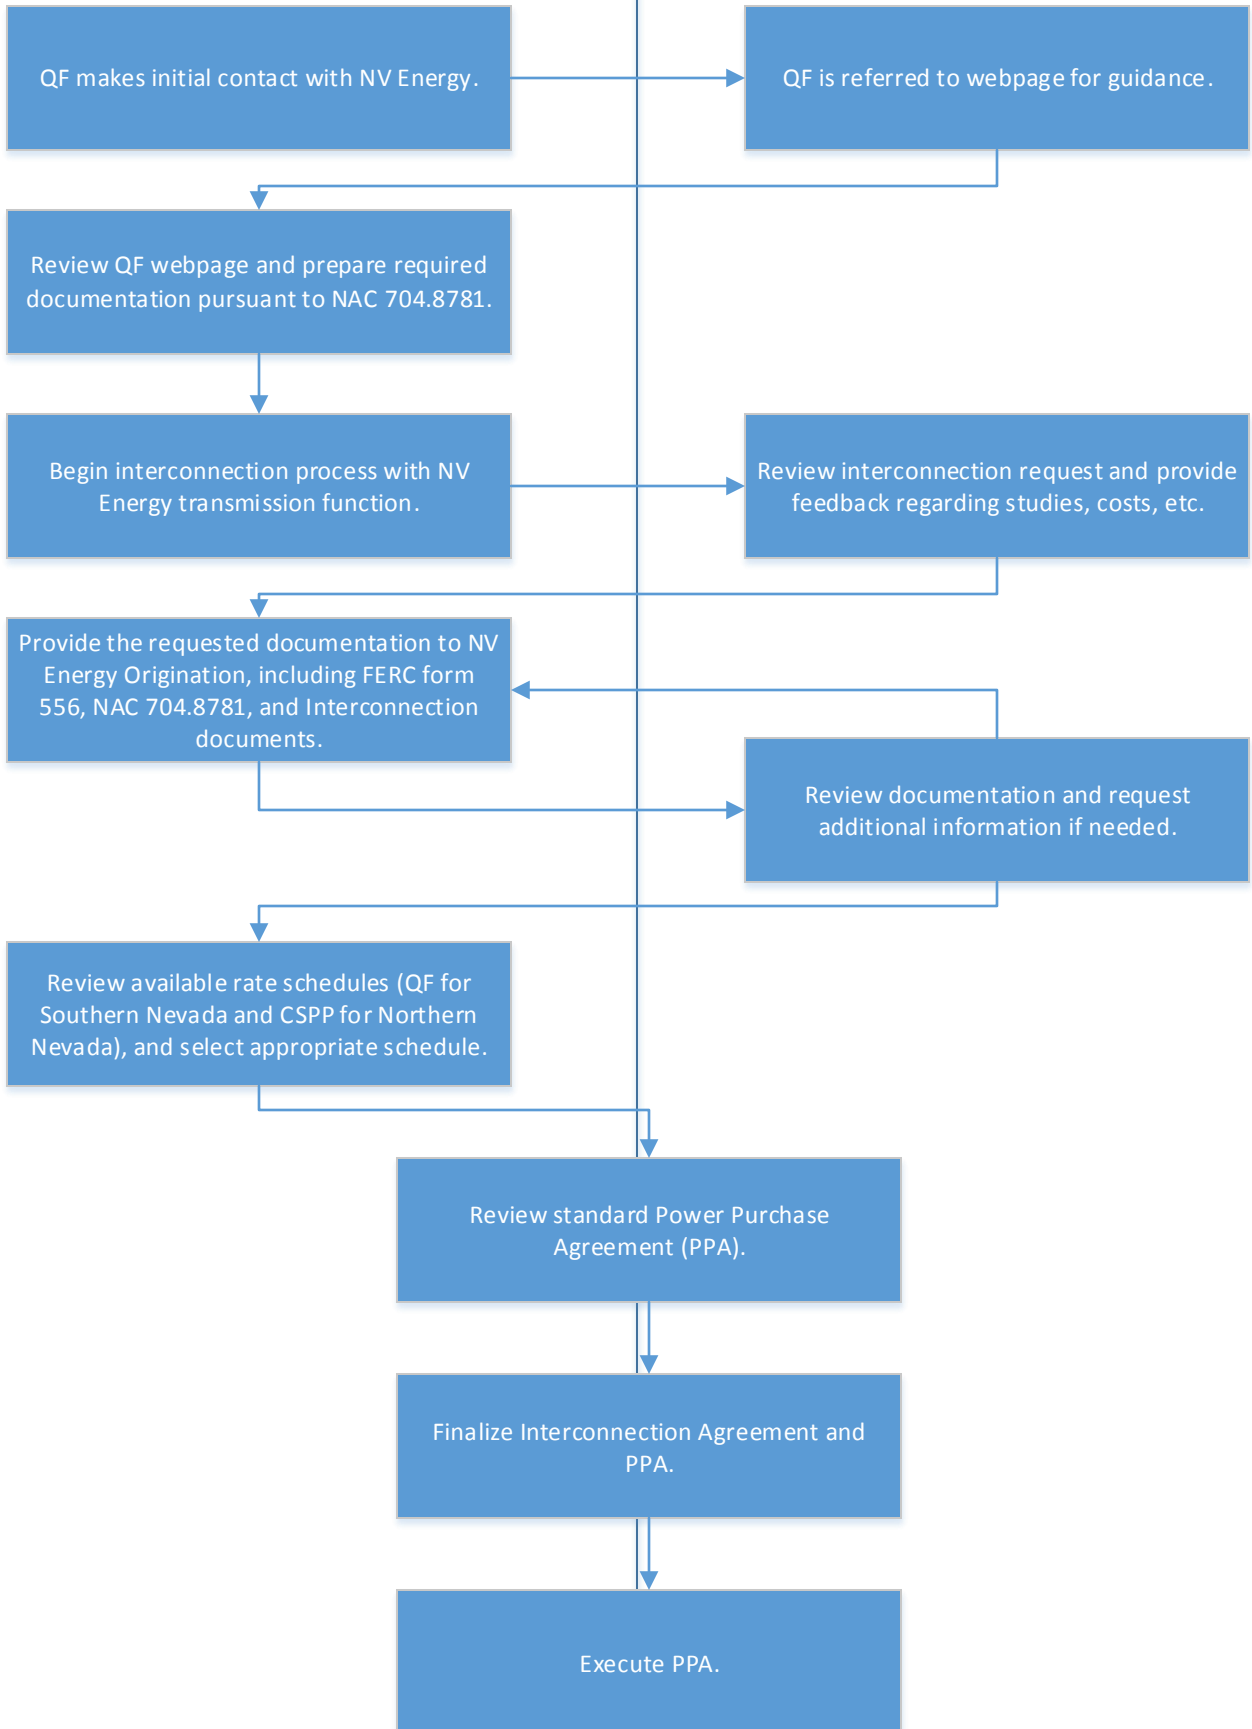 QF makes initial contact with NV Energy.
QF is referred to webpage for guidance.
Review QF webpage and prepare required
documentation pursuant to NAC 704.8781.
Begin interconnection process with NV
Energy transmission function.
Review interconnection request and provide
feedback regarding studies, costs, etc.
Provide the requested documentation to NV
Energy Origination, including FERC form
556, NAC 704.8781, and Interconnection
documents.
Review documentation and request
additional information if needed.
Review available rate schedules (QF for
Southern Nevada and CSPP for Northern
Nevada), and select appropriate schedule.
Review standard Power Purchase
Agreement (PPA).
Finalize Interconnection Agreement and
PPA.
Execute PPA.